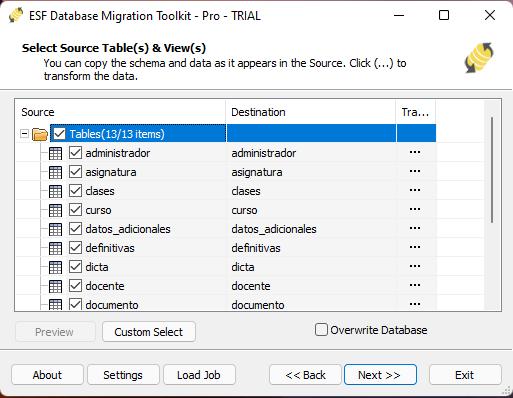 ESF Database Migration Toolkit - Pro - TRIAL
Select Source Table(s) & View(s)
You can copy the schema and data as it appears in the Source. Click (...) to
transform the data.
Source Destination Tra...
Tables(13/13 items)
administrador administrador ...
asignatura asignatura ...
clases clases ...
curso curso ...
datos_adicionales datos_adicionales ...
definitivas definitivas ...
dicta dicta ...
docente docente ...
documento documento ...
Preview Custom Select Overwrite Database
About Settings Load Job << Back Next >> Exit